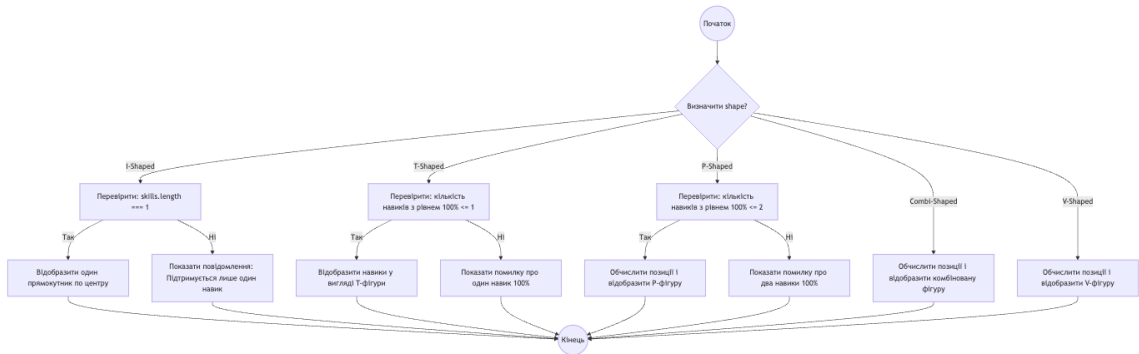 Початок
Визначити shape?
I-Shaped
T-Shaped
P-Shaped
Combi-Shaped
V-Shaped
Перевірити: skills.length
=== 1
Перевірити: кількість
навиків з рівнем 100% <= 1
Перевірити: кількість
навиків з рівнем 100% <= 2
Так
Ні
Так
Ні
Так
Ні
Відобразити один
прямокутник по центру
Показати повідомлення:
Підтримується лише один
навик
Відобразити навики у
вигляді T-фігури
Показати помилку про
один навик 100%
Обчислити позиції і
відобразити P-фігуру
Показати помилку про
два навики 100%
Обчислити позиції і
відобразити комбіновану
фігуру
Обчислити позиції і
відобразити V-фігуру
Кінець